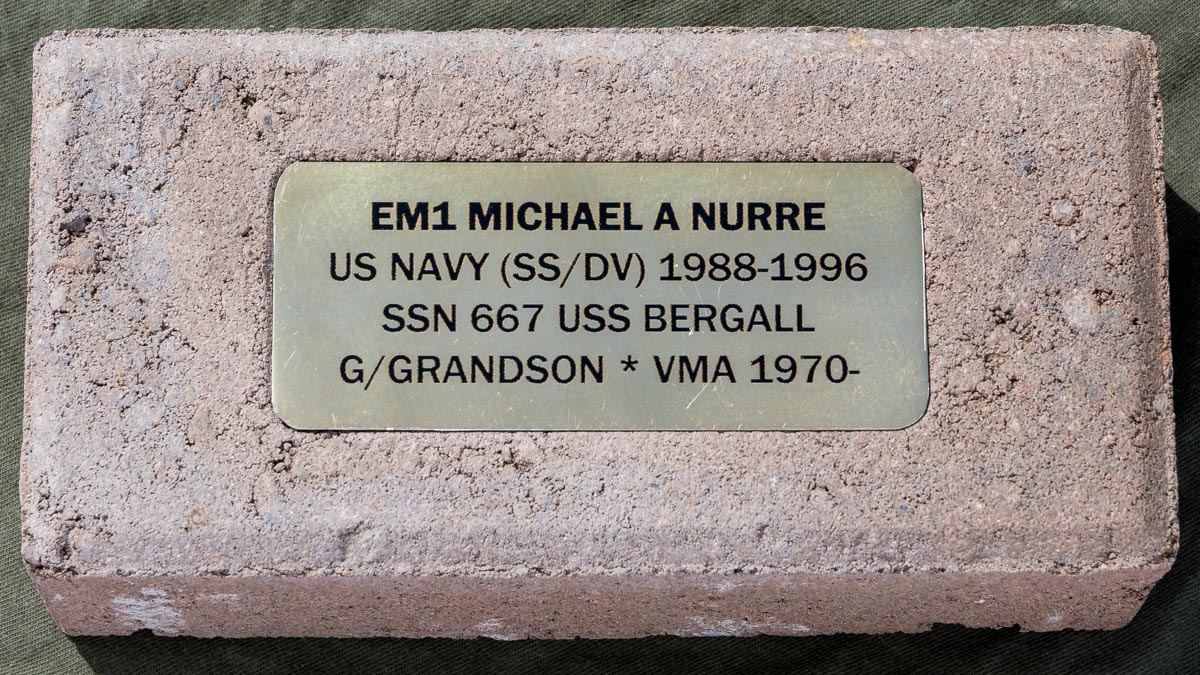 EM1 MICHAEL A NURRE
US NAVY (SS/DV) 1988-1996
SSN 667 USS BERGALL
G/GRANDSON * VMA 1970-